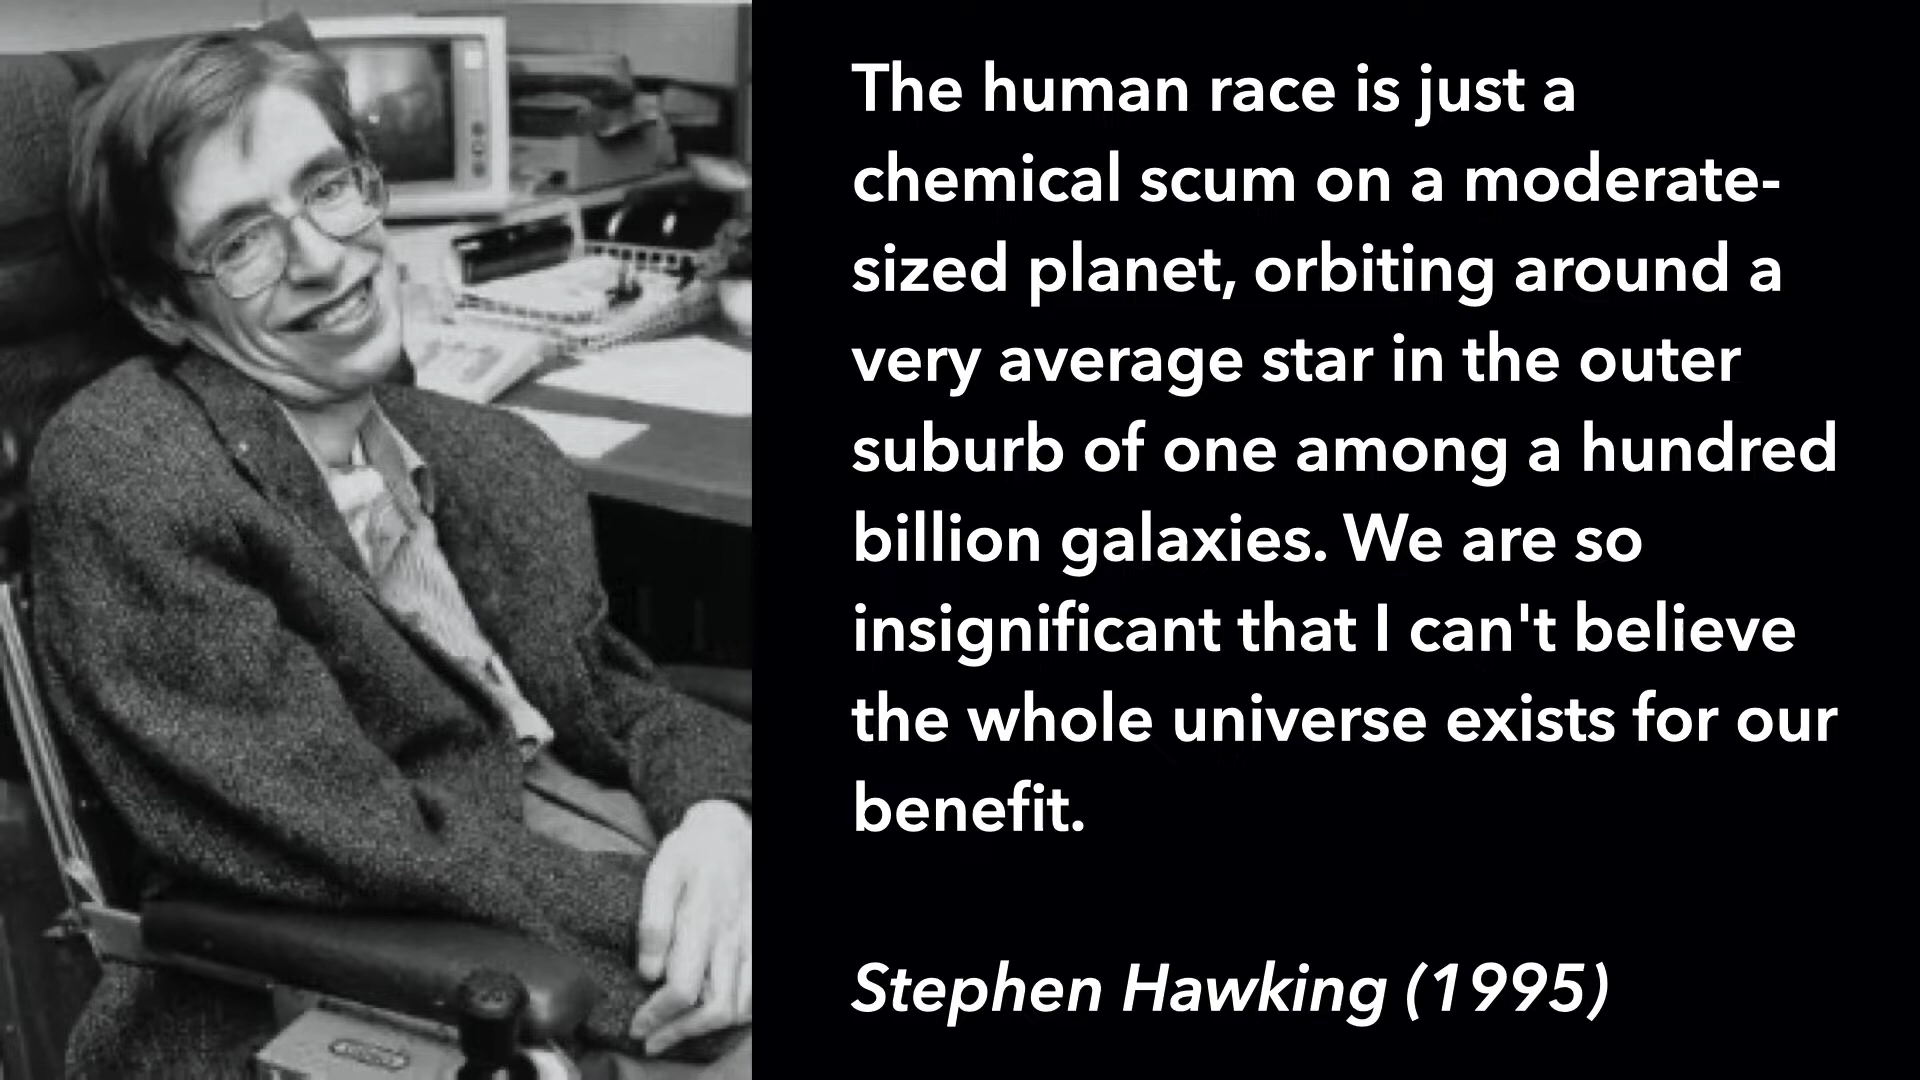 The human race is just a
chemical scum on a moderate-
sized planet, orbiting around a
very average star in the outer
suburb of one among a hundred
billion galaxies. We are so
insignificant that I can't believe
the whole universe exists for our
benefit.
Stephen Hawking (1995)